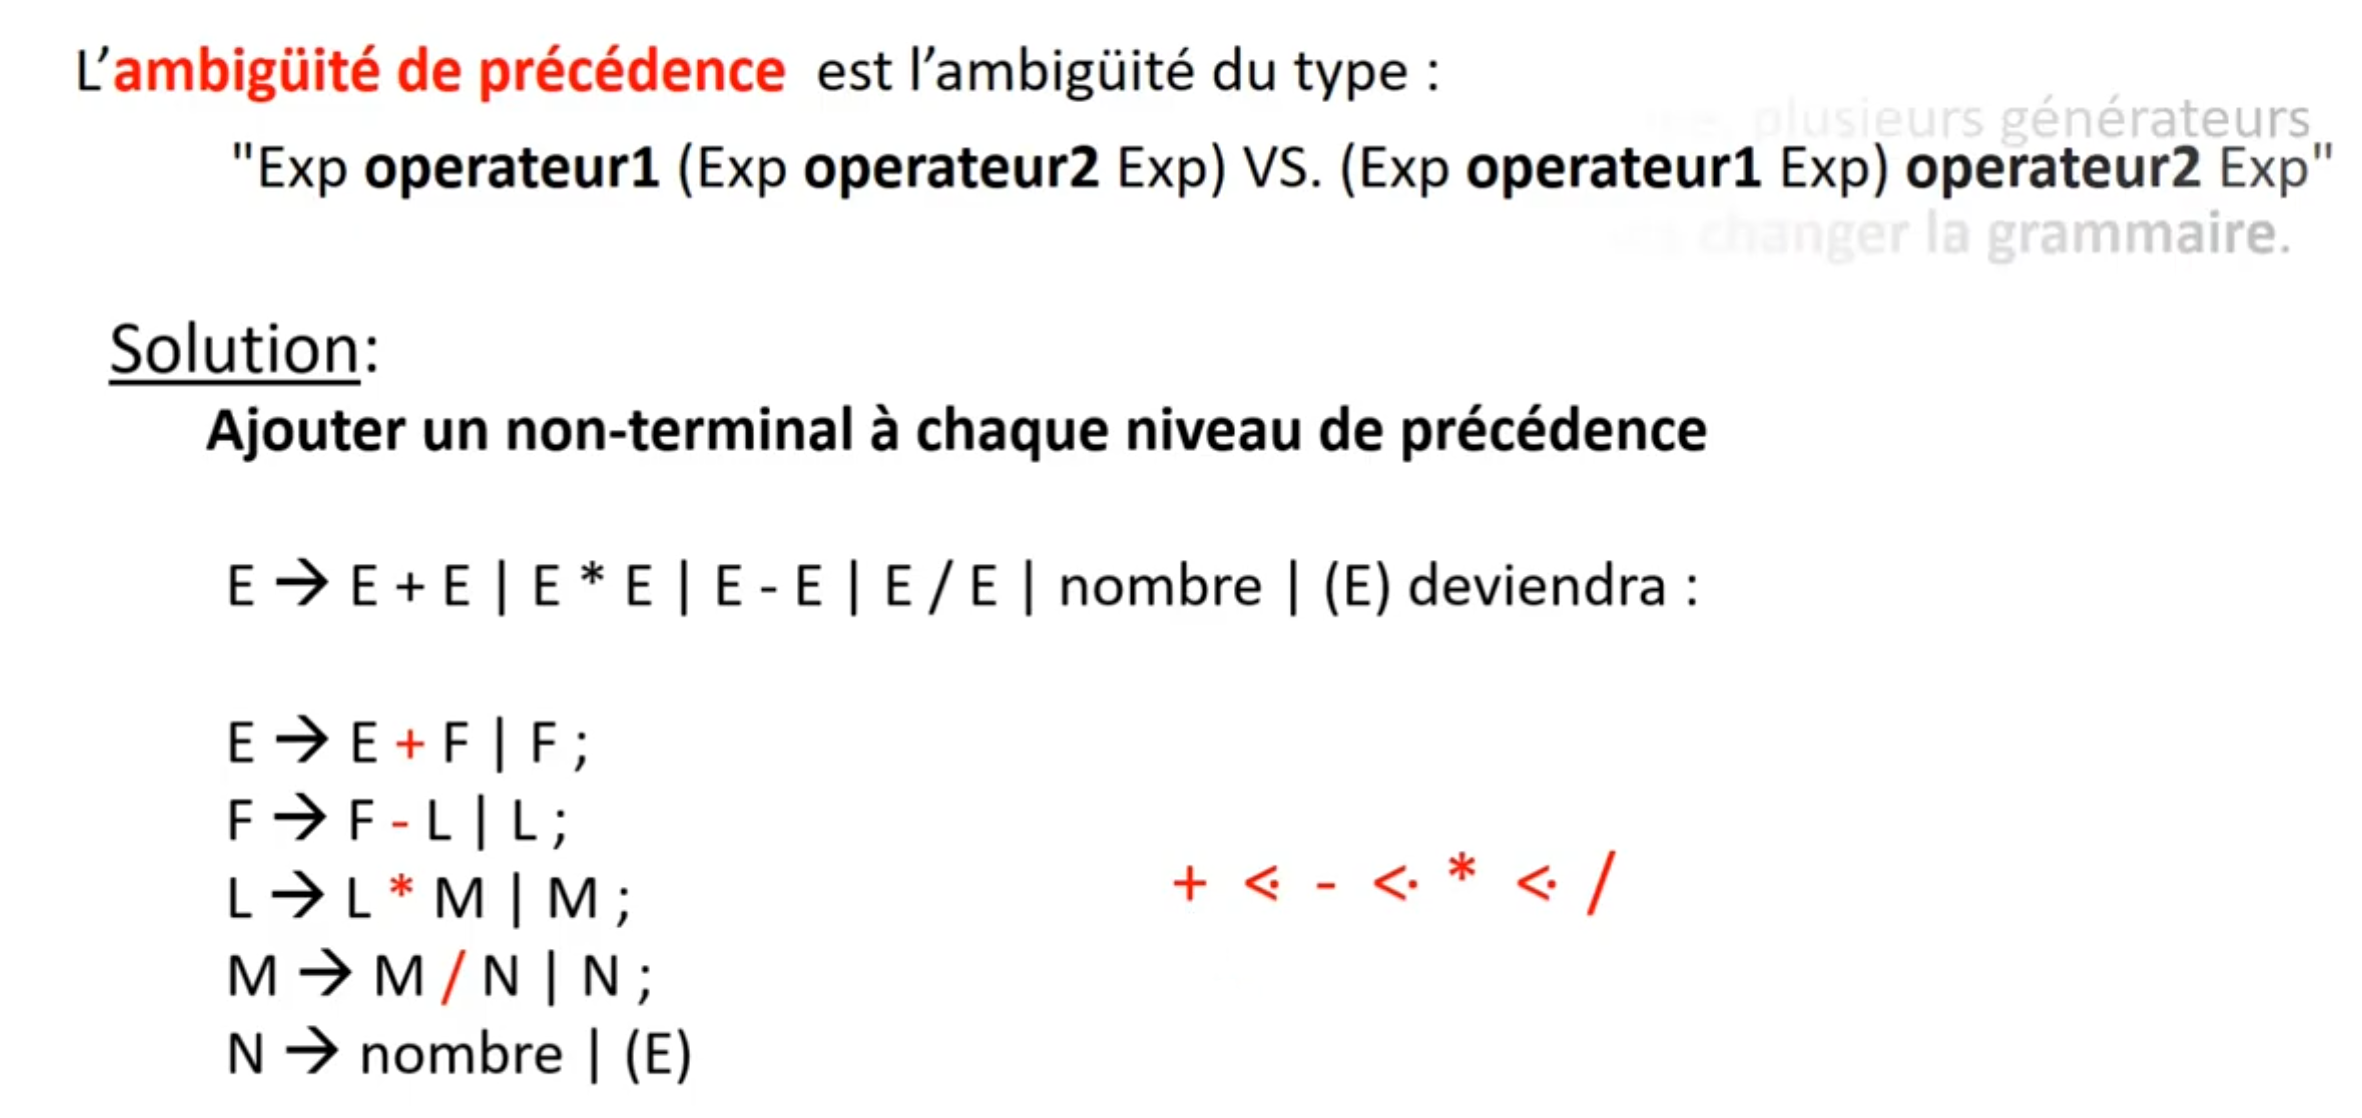 L'ambigüité de précédence est l'ambigüité du type :
plusieurs générateurs
"Exp operateur1 (Exp operateur2 Exp) VS. (Exp operateur1 Exp) operateur2 Exp"
changer la grammaire.
Solution:
Ajouter un non-terminal à chaque niveau de précédence
E → E + E | E * E | E - E | E / E | nombre | (E) deviendra :
E → E + F | F ;
F → F - L | L ;
L → L * M | M ;
+ ⋖ - ⋖ * ⋖ /
M → M / N | N ;
N → nombre | (E)